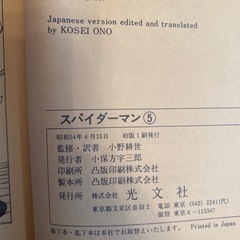 Japanese version edited and translated
by KOSEI ONO
スパイダーマン⑤
昭和54年4月15日 初版1刷発行
監修・訳者 小野耕世
発行者 小保方宇三郎
印刷所 凸版印刷株式会社
製本所 凸版印刷株式会社
発行所 株式会社 光文社
東京都文京区音羽2 電話 東京(942)2241(代)
振替 東京6-115347
落丁本・乱丁本は本社でお取替えいたします。 Printed in Japan